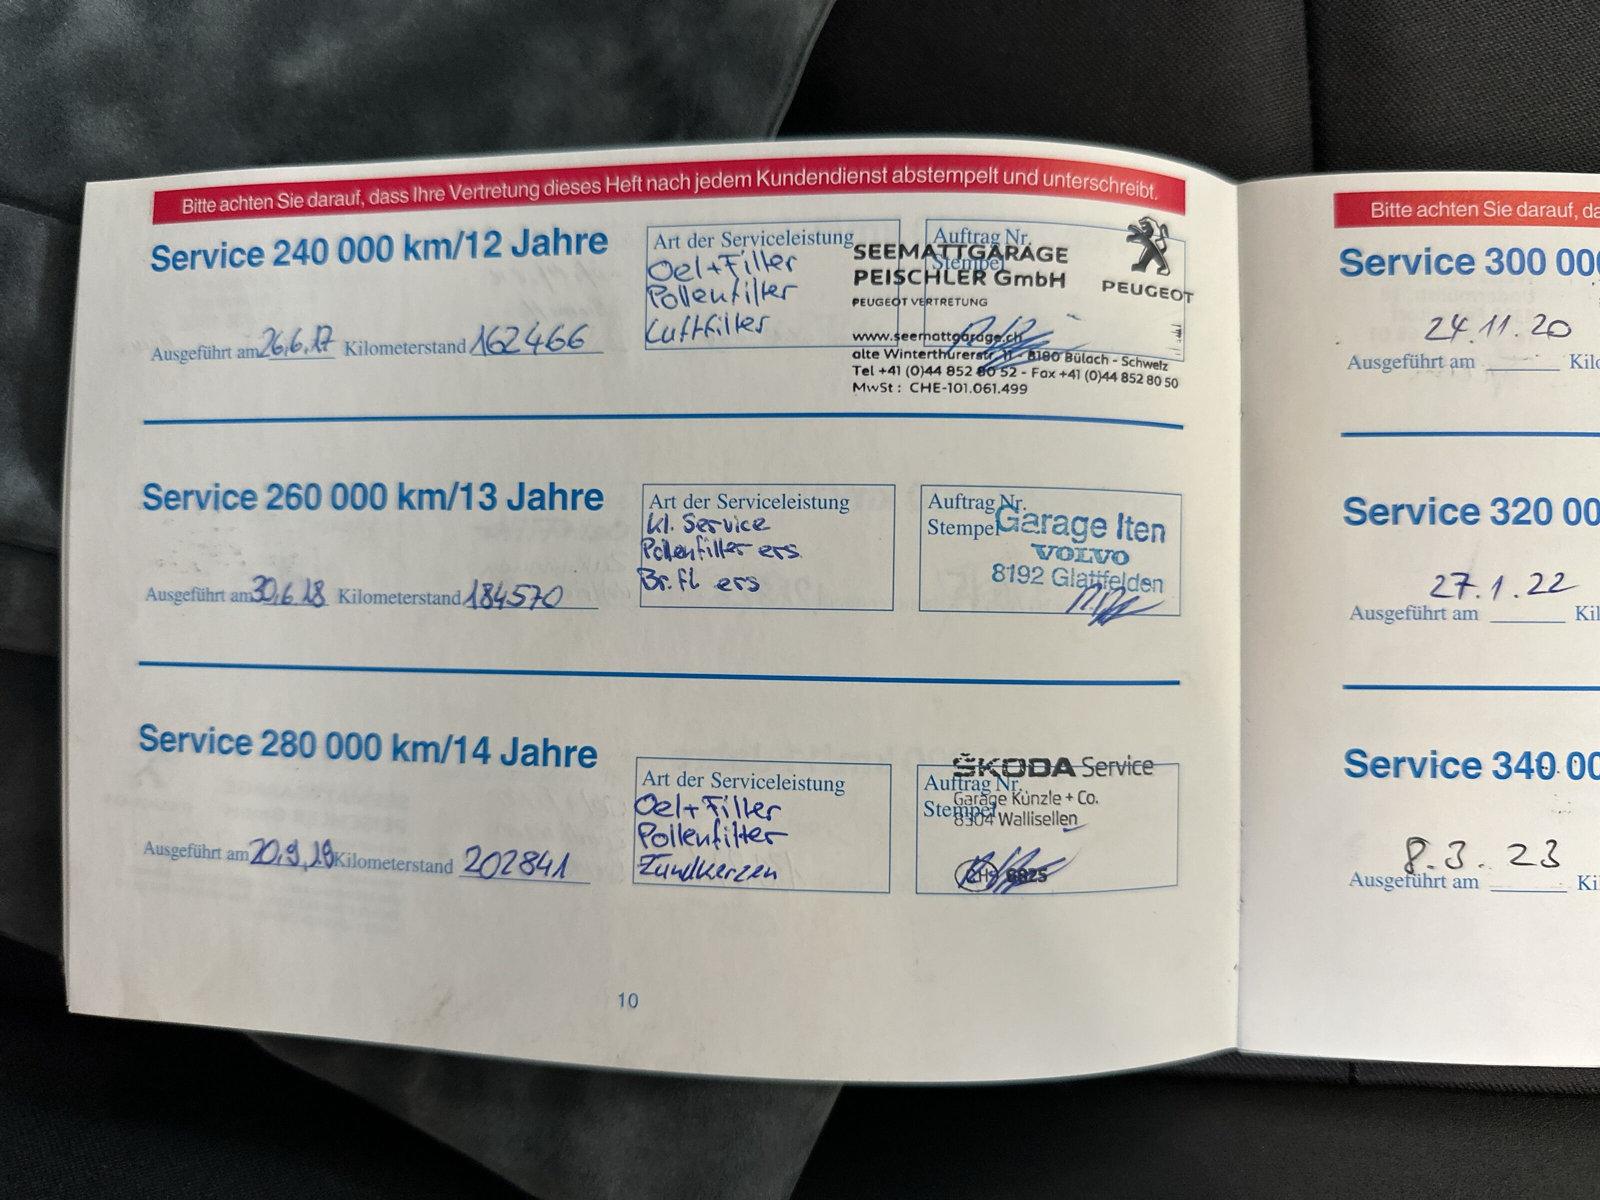 Bitte achten Sie darauf, dass Ihre Vertretung dieses Heft nach jedem Kundendienst abstempelt und unterschreibt.
Service 240 000 km/12 Jahre
Ausgeführt am 26.6.17 Kilometerstand 162466
Art der Serviceleistung
Oel+Filter
Pollenfilter
Luftfilter
Auftrag Nr.
Stempel
SEEMATTGARAGE
PEISCHLER GmbH
PEUGEOT VERTRETUNG
PEUGEOT
www.seemattgarage.ch
alte Winterthurerstr. 11 - 8180 Bülach - Schweiz
Tel +41 (0)44 852 80 52 - Fax +41 (0)44 852 80 50
MwSt : CHE-101.061.499
Service 260 000 km/13 Jahre
Ausgeführt am 30.6.18 Kilometerstand 184570
Art der Serviceleistung
kl. Service
Pollenfilter ers.
Br.fl ers
Auftrag Nr.
Stempel
Garage Iten
VOLVO
8192 Glattfelden
Service 280 000 km/14 Jahre
Ausgeführt am 20.9.19 Kilometerstand 202841
Art der Serviceleistung
Oel+Filter
Pollenfilter
Zündkerzen
Auftrag Nr.
Stempel
ŠKODA Service
Garage Künzle + Co.
8304 Wallisellen
10
Bitte achten Sie darauf, da
Service 300 00
24.11.20
Ausgeführt am Kilo
Service 320 00
27.1.22
Ausgeführt am Kil
Service 340 00
8.3.23
Ausgeführt am Ki